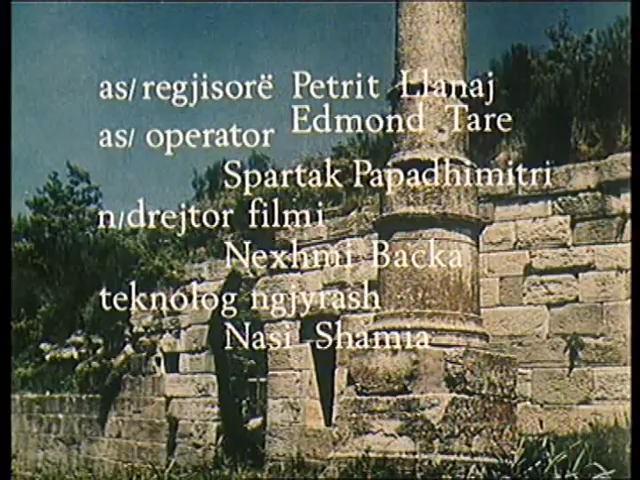 as/ regjisorë Petrit Llanaj
Edmond Tare
as/ operator
Spartak Papadhimitri
n/drejtor filmi
Nexhmi Backa
teknolog ngjyrash
Nasi Shamia